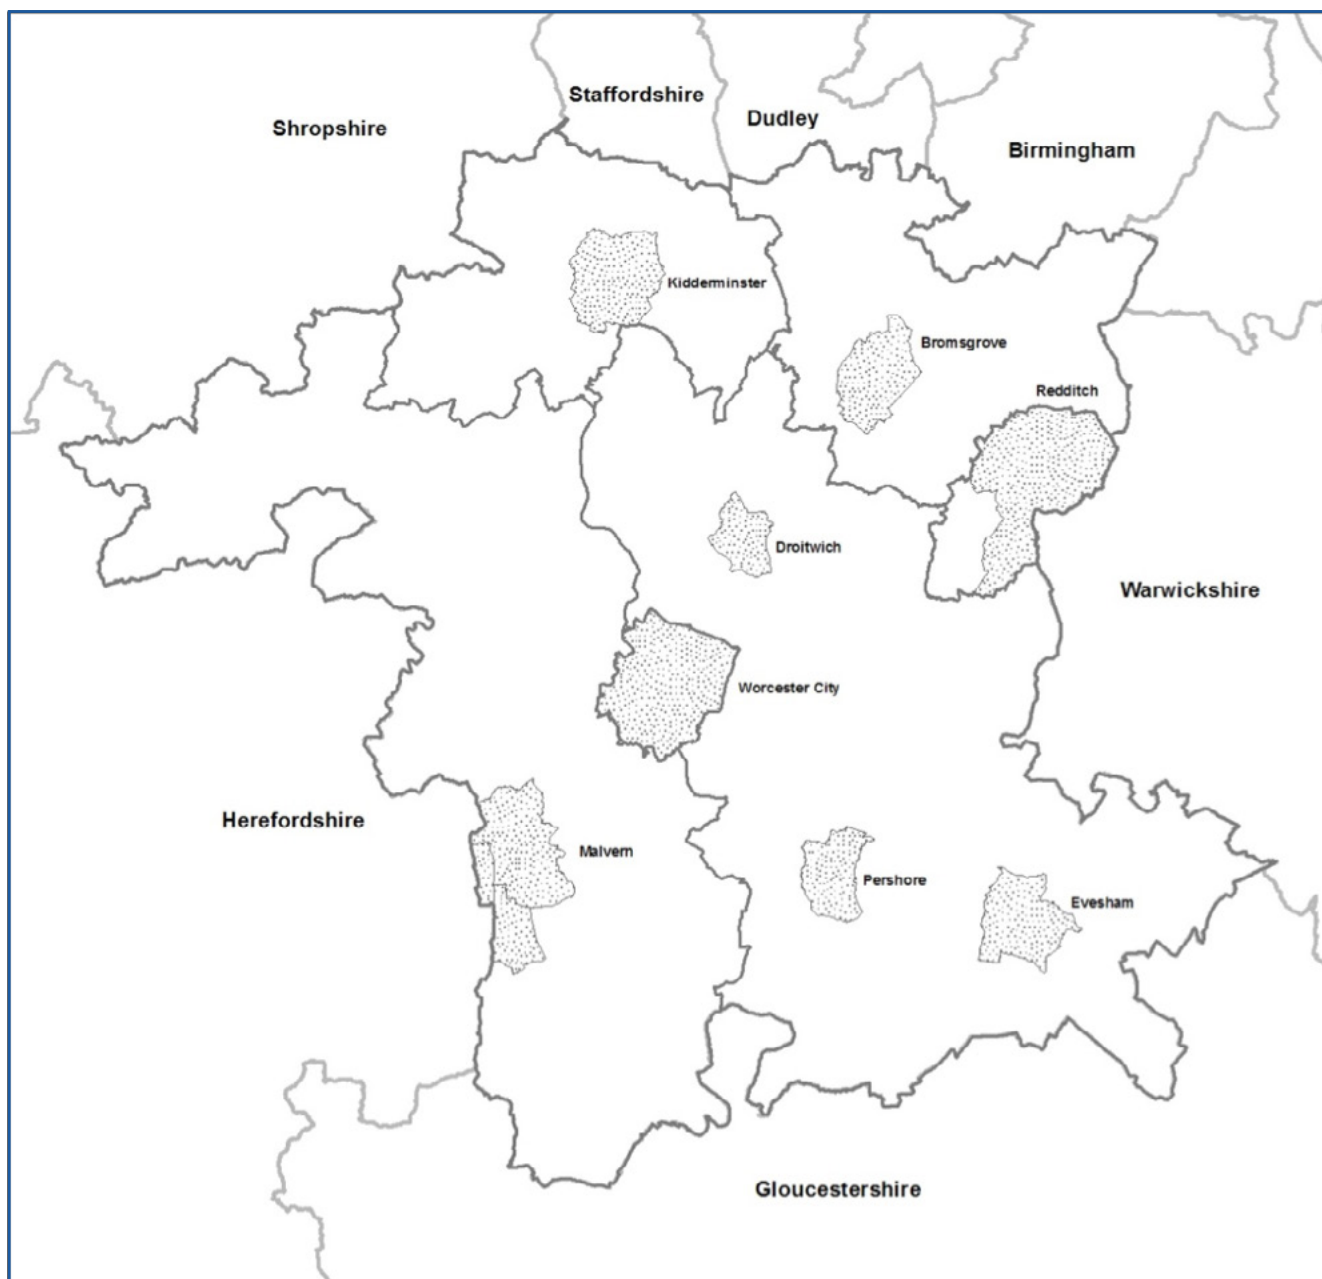 Staffordshire
Dudley
Shropshire
Birmingham
Kidderminster
Bromsgrove
Redditch
Droitwich
Warwickshire
Worcester City
Herefordshire
Malvern
Pershore
Evesham
Gloucestershire